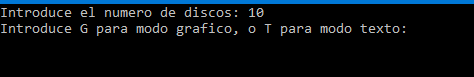 Introduce el numero de discos: 10
Introduce G para modo grafico, o T para modo texto: